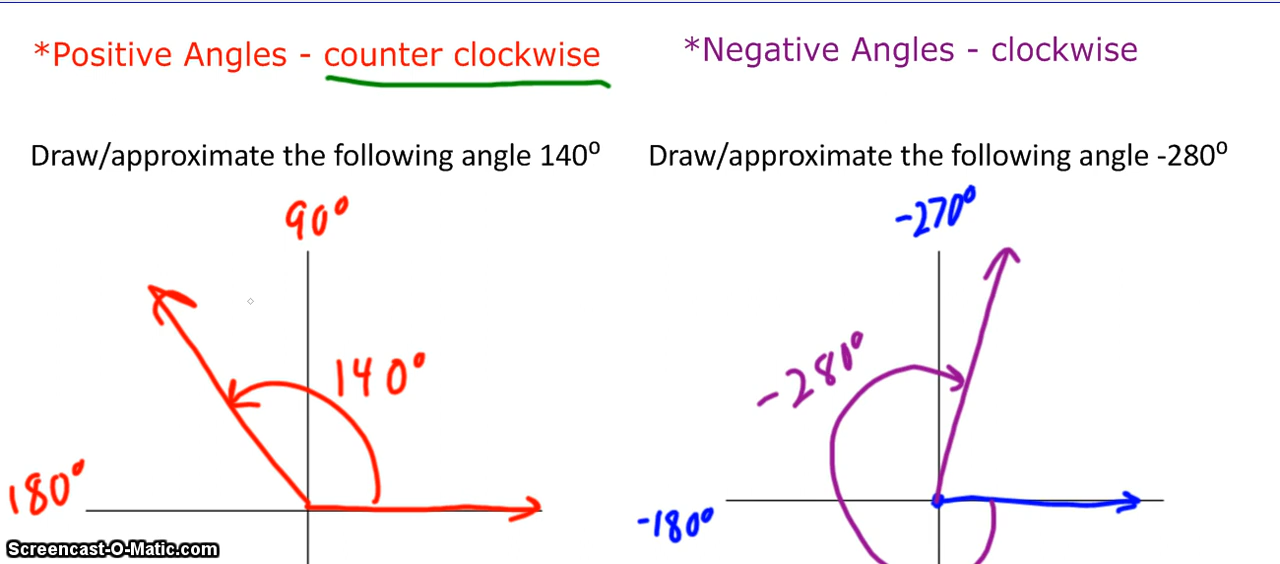 *Positive Angles - counter clockwise
*Negative Angles - clockwise
Draw/approximate the following angle 140⁰
Draw/approximate the following angle -280⁰
90°
140°
180°
-270°
-280°
-180°
Screencast-O-Matic.com